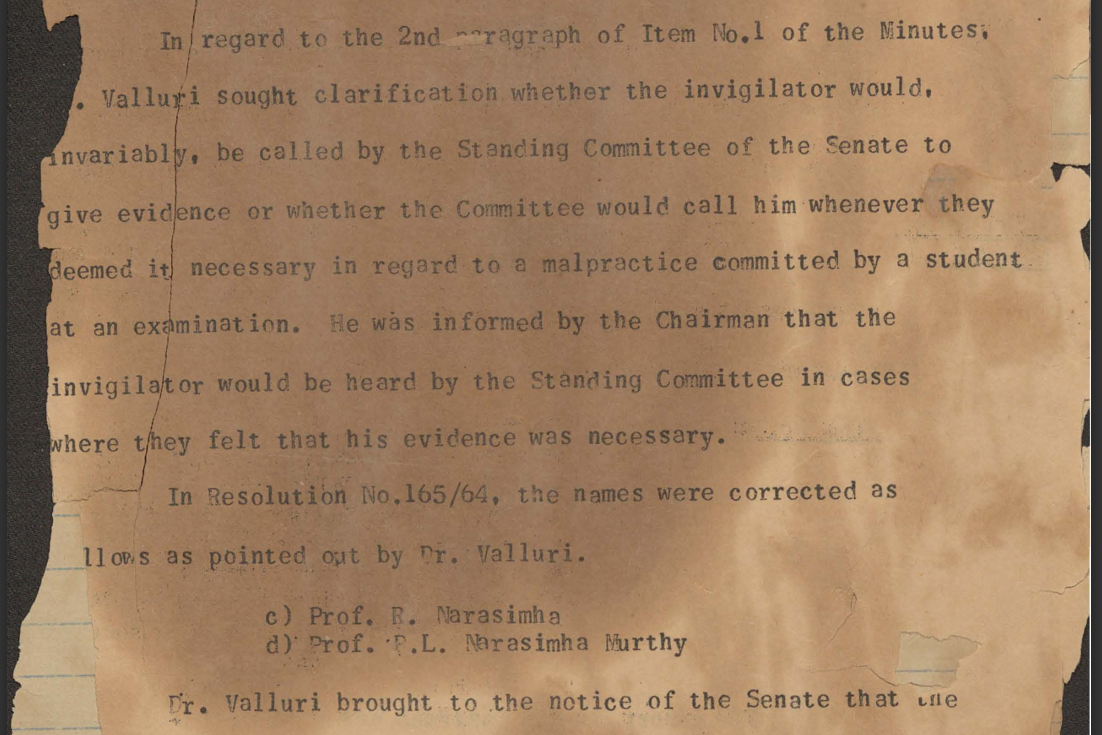 In regard to the 2nd paragraph of Item No.1 of the Minutes,
. Valluri sought clarification whether the invigilator would,
invariably, be called by the Standing Committee of the Senate to
give evidence or whether the Committee would call him whenever they
deemed it necessary in regard to a malpractice committed by a student
at an examination. He was informed by the Chairman that the
invigilator would be heard by the Standing Committee in cases
where they felt that his evidence was necessary.
In Resolution No.165/64, the names were corrected as
llows as pointed out by Dr. Valluri.
c) Prof. R. Narasimha
d) Prof. P.L. Narasimha Murthy
Dr. Valluri brought to the notice of the Senate that the